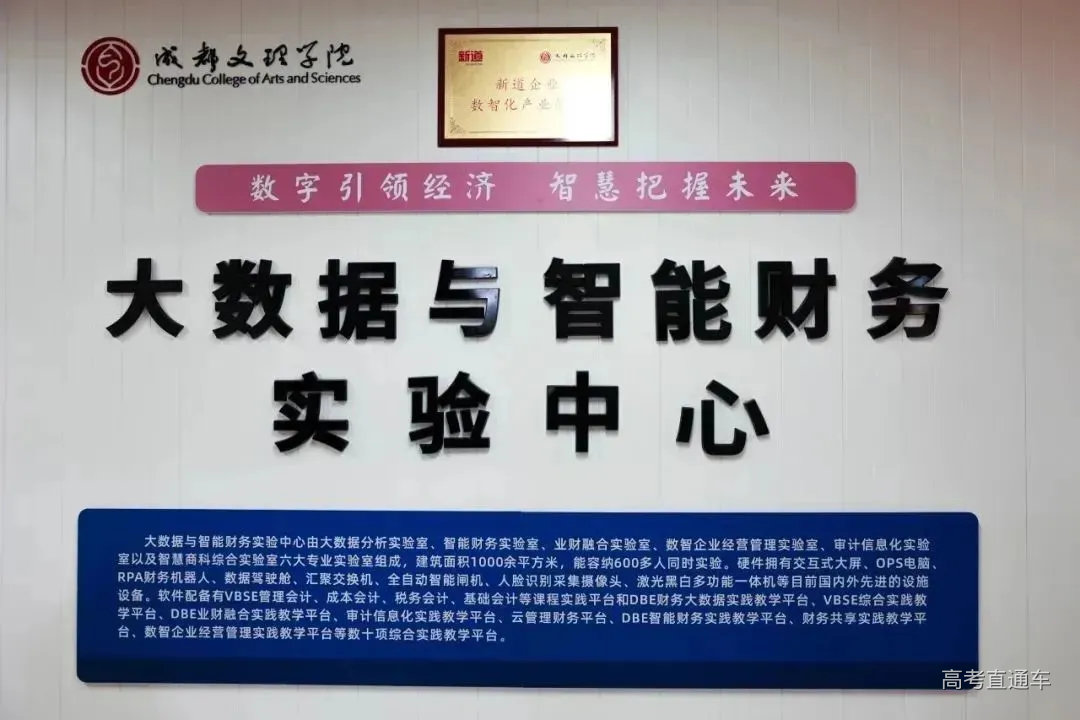 成都文理学院
Chengdu College of Arts and Sciences
新道
成都文理学院
新道企业
数智化产业
数字引领经济 智慧把握未来
大数据与智能财务
实验中心
大数据与智能财务实验中心由大数据分析实验室、智能财务实验室、业财融合实验室、数智企业经营管理实验室、审计信息化实验
室以及智慧商科综合实验室六大专业实验室组成，建筑面积1000余平方米，能容纳600多人同时实验。硬件拥有交互式大屏、OPS电脑、
RPA财务机器人、数据驾驶舱、汇聚交换机、全自动智能闸机、人脸识别采集摄像头、激光黑白多功能一体机等目前国内外先进的设施
设备。软件配备有VBSE管理会计、成本会计、税务会计、基础会计等课程实践平台和DBE财务大数据实践教学平台、VBSE综合实践教
学平台、DBE业财融合实践教学平台、审计信息化实践教学平台、云管理财务平台、DBE智能财务实践教学平台、财务共享实践教学平
台、数智企业经营管理实践教学平台等数十项综合实践教学平台。
高考直通车